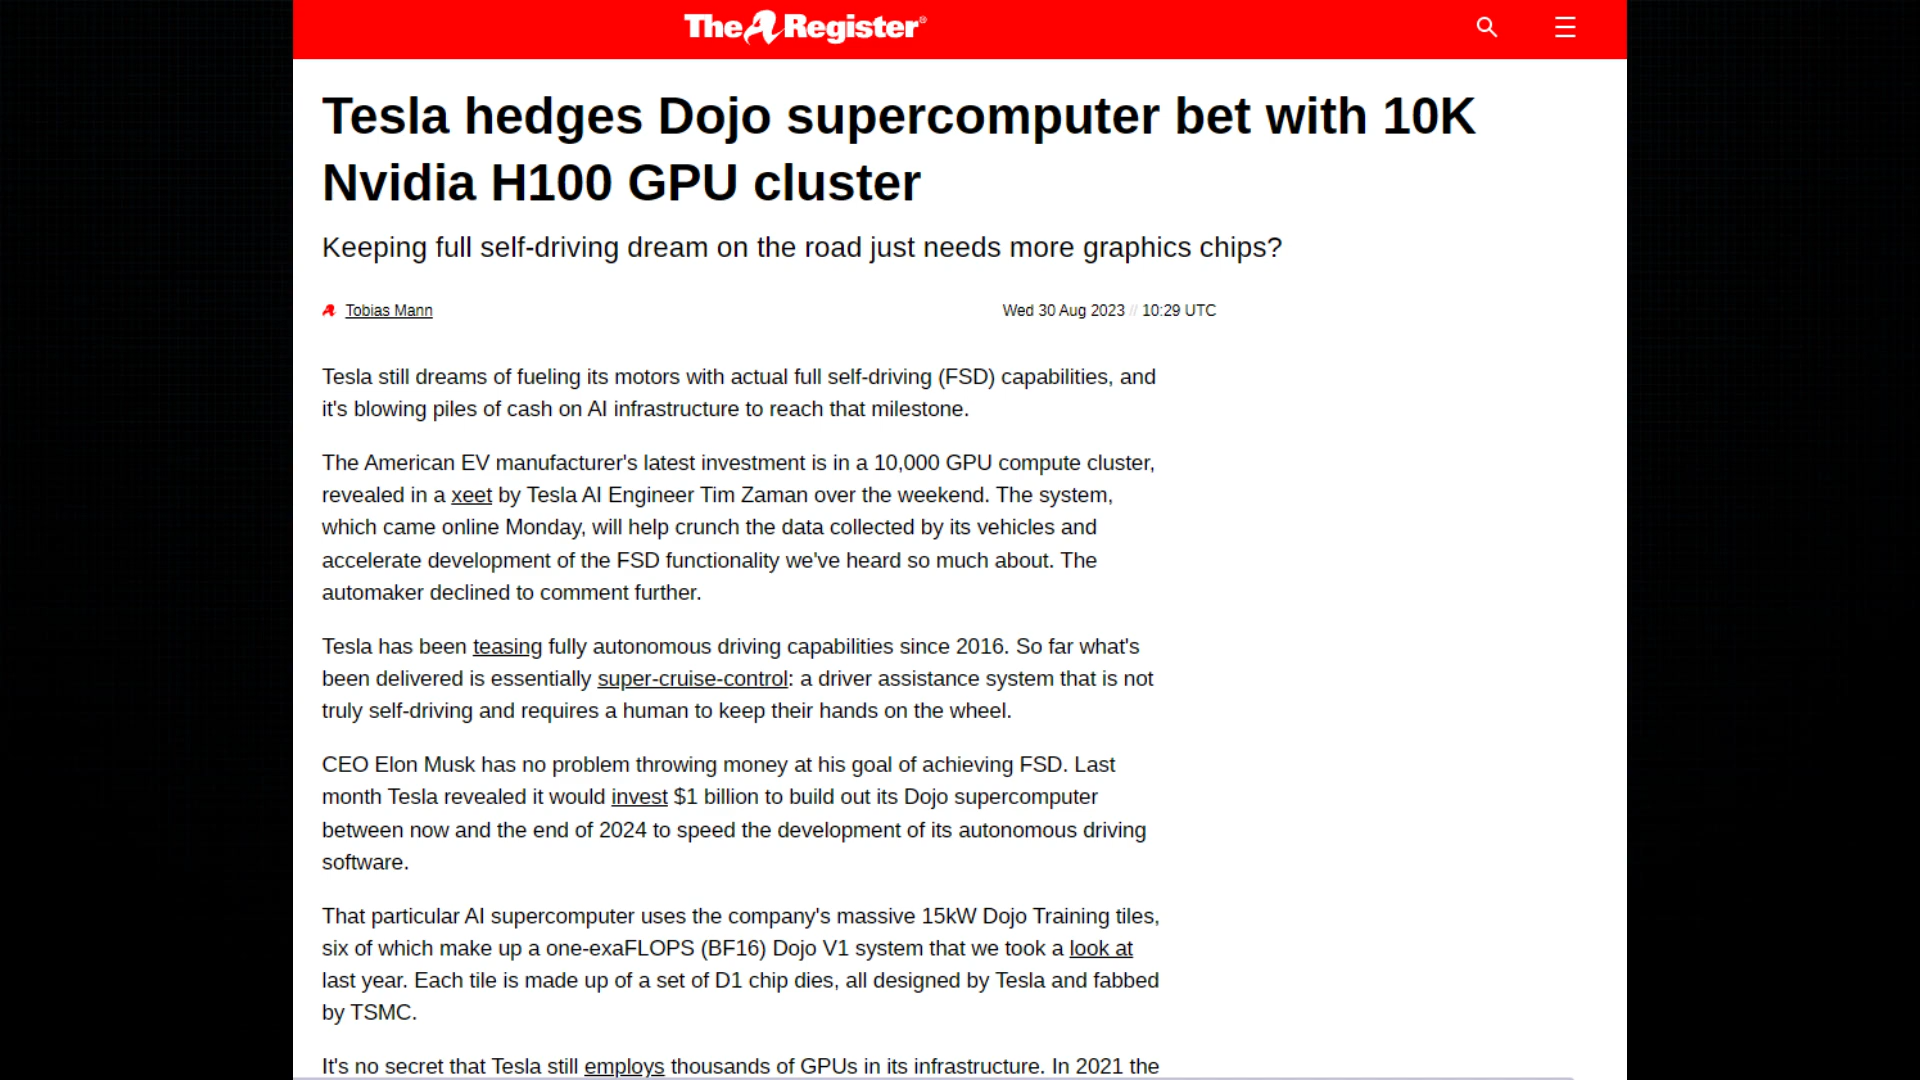 The Register®
Tesla hedges Dojo supercomputer bet with 10K
Nvidia H100 GPU cluster
Keeping full self-driving dream on the road just needs more graphics chips?
Tobias Mann
Wed 30 Aug 2023 // 10:29 UTC
Tesla still dreams of fueling its motors with actual full self-driving (FSD) capabilities, and
it's blowing piles of cash on AI infrastructure to reach that milestone.
The American EV manufacturer's latest investment is in a 10,000 GPU compute cluster,
revealed in a xeet by Tesla AI Engineer Tim Zaman over the weekend. The system,
which came online Monday, will help crunch the data collected by its vehicles and
accelerate development of the FSD functionality we've heard so much about. The
automaker declined to comment further.
Tesla has been teasing fully autonomous driving capabilities since 2016. So far what's
been delivered is essentially super-cruise-control: a driver assistance system that is not
truly self-driving and requires a human to keep their hands on the wheel.
CEO Elon Musk has no problem throwing money at his goal of achieving FSD. Last
month Tesla revealed it would invest $1 billion to build out its Dojo supercomputer
between now and the end of 2024 to speed the development of its autonomous driving
software.
That particular AI supercomputer uses the company's massive 15kW Dojo Training tiles,
six of which make up a one-exaFLOPS (BF16) Dojo V1 system that we took a look at
last year. Each tile is made up of a set of D1 chip dies, all designed by Tesla and fabbed
by TSMC.
It's no secret that Tesla still employs thousands of GPUs in its infrastructure. In 2021 the